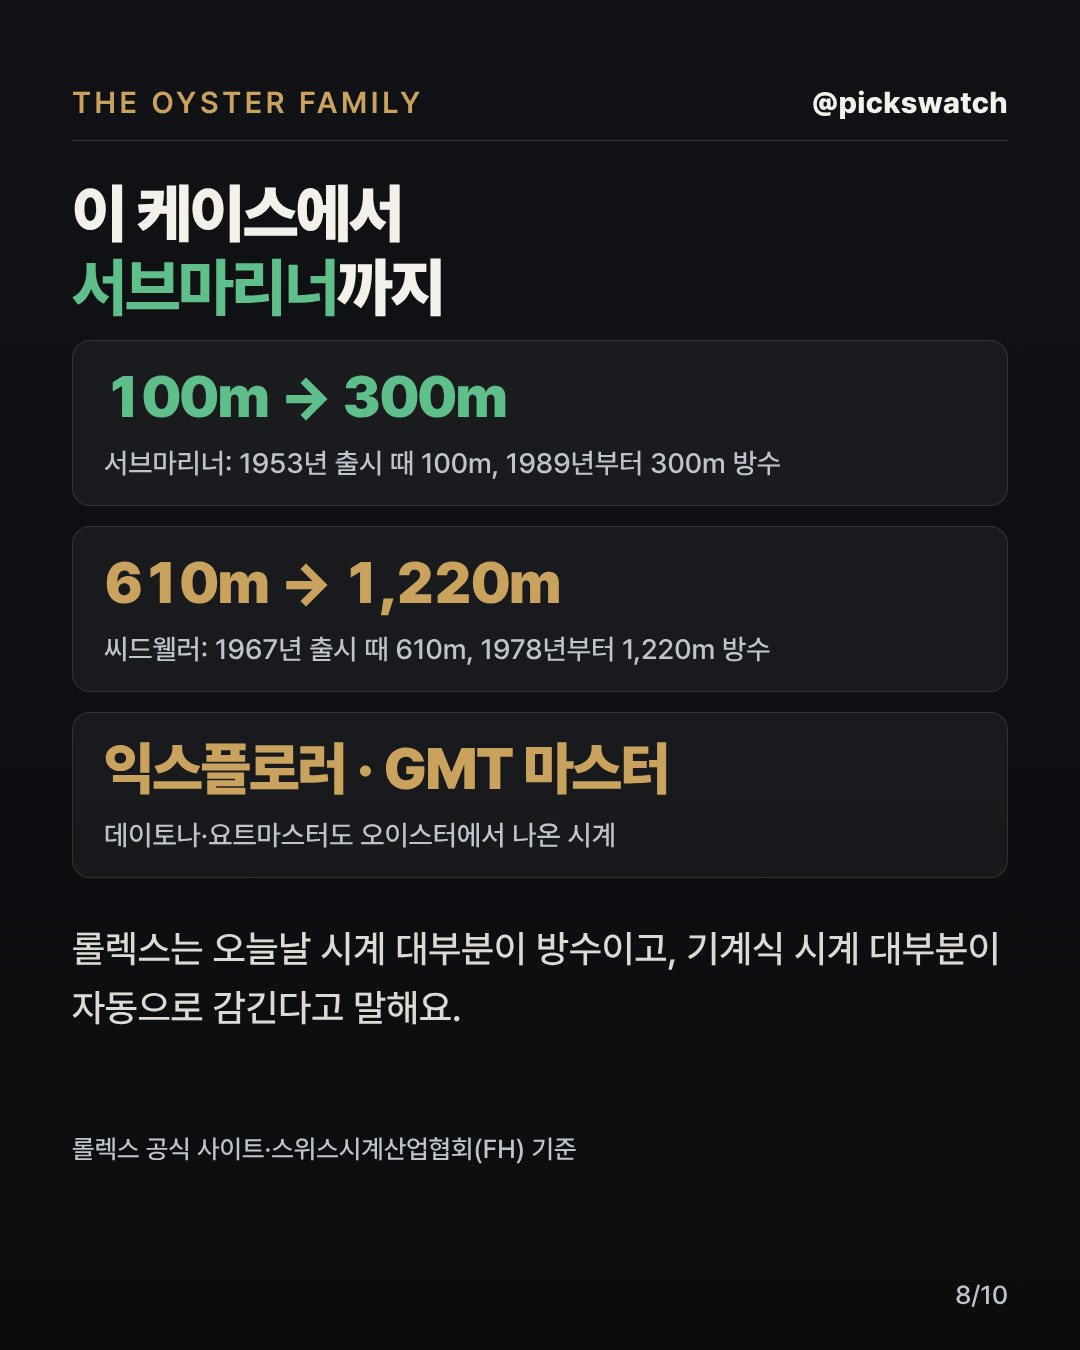 THE OYSTER FAMILY
@pickswatch
이 케이스에서
서브마리너까지
100m → 300m
서브마리너: 1953년 출시 때 100m, 1989년부터 300m 방수
610m → 1,220m
씨드웰러: 1967년 출시 때 610m, 1978년부터 1,220m 방수
익스플로러 · GMT 마스터
데이토나·요트마스터도 오이스터에서 나온 시계
롤렉스는 오늘날 시계 대부분이 방수이고, 기계식 시계 대부분이
자동으로 감긴다고 말해요.
롤렉스 공식 사이트·스위스시계산업협회(FH) 기준
8/10